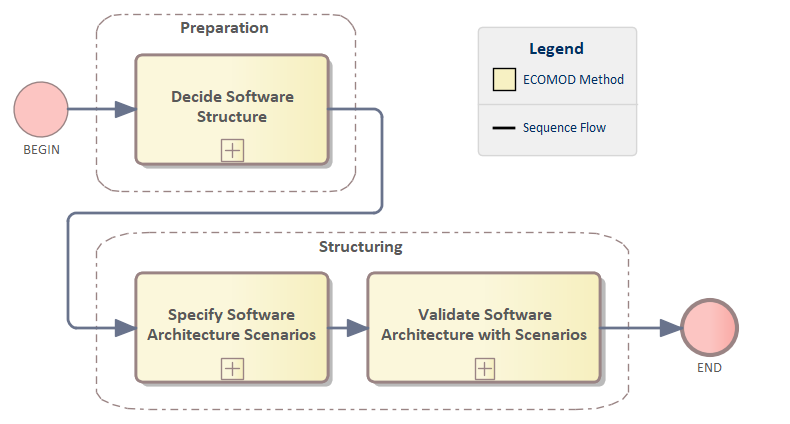 Preparation
Decide Software
Structure
BEGIN
Legend
ECOMOD Method
Sequence Flow
Structuring
Specify Software
Architecture Scenarios
Validate Software
Architecture with Scenarios
END